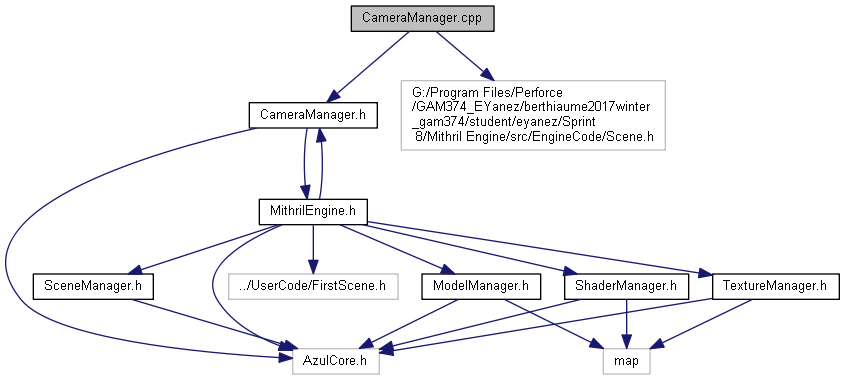 CameraManager.cpp
G:/Program Files/Perforce
/GAM374_EYanez/berthiaume2017winter
_gam374/student/eyanez/Sprint
8/Mithril Engine/src/EngineCode/Scene.h
CameraManager.h
MithrilEngine.h
SceneManager.h
../UserCode/FirstScene.h
ModelManager.h
ShaderManager.h
TextureManager.h
AzulCore.h
map